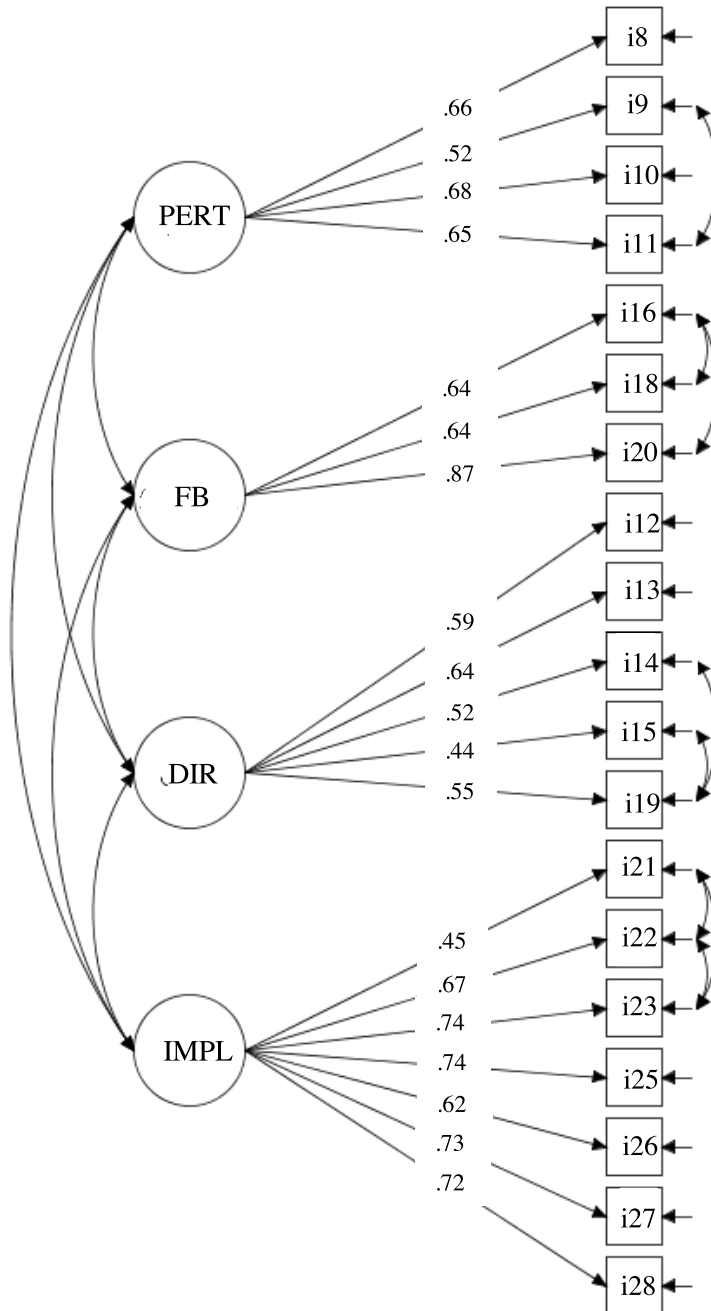 i8
.66
i9
.52
i10
.68
PERT
.65
i11
i16
.64
i18
.64
i20
.87
FB
i12
.59
i13
.64
i14
.52
i15
.44
DIR
.55
i19
i21
.45
i22
.67
i23
.74
IMPL
.74
i25
.62
i26
.73
i27
.72
i28